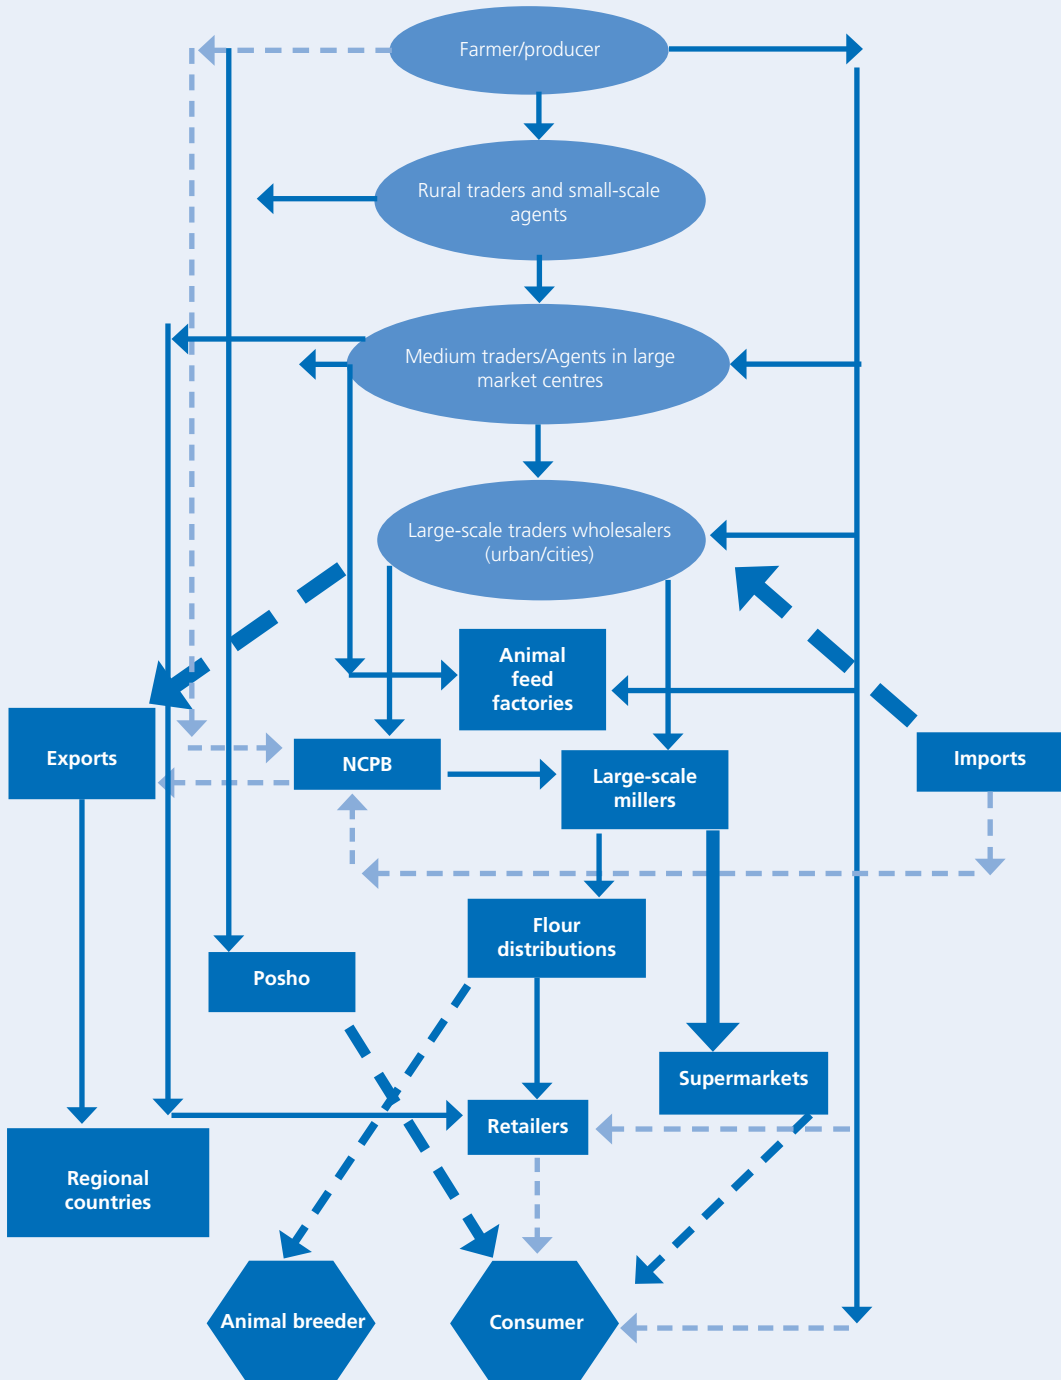 Farmer/producer
Rural traders and small-scale
agents
Medium traders/Agents in large
market centres
Large-scale traders wholesalers
(urban/cities)
Animal
feed
factories
Exports
NCPB
Large-scale
millers
Imports
Flour
distributions
Posho
Supermarkets
Retailers
Regional
countries
Animal breeder
Consumer